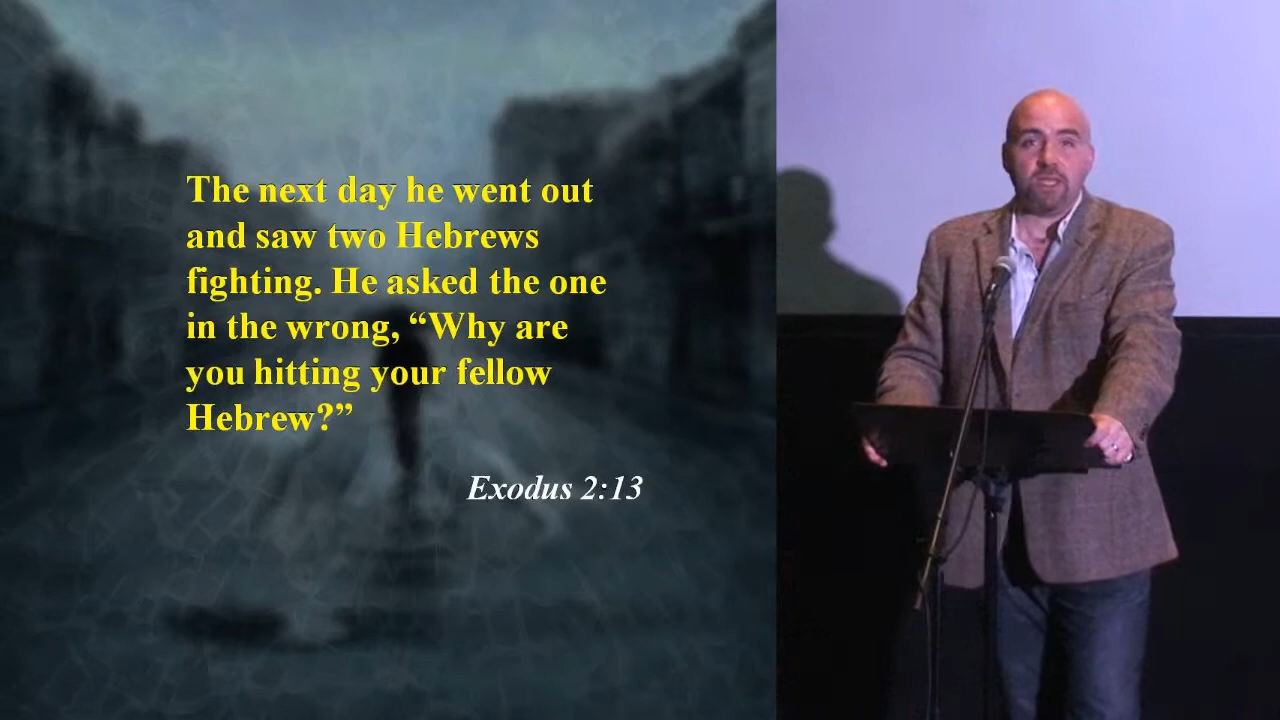 The next day he went out
and saw two Hebrews
fighting. He asked the one
in the wrong, “Why are
you hitting your fellow
Hebrew?”
Exodus 2:13